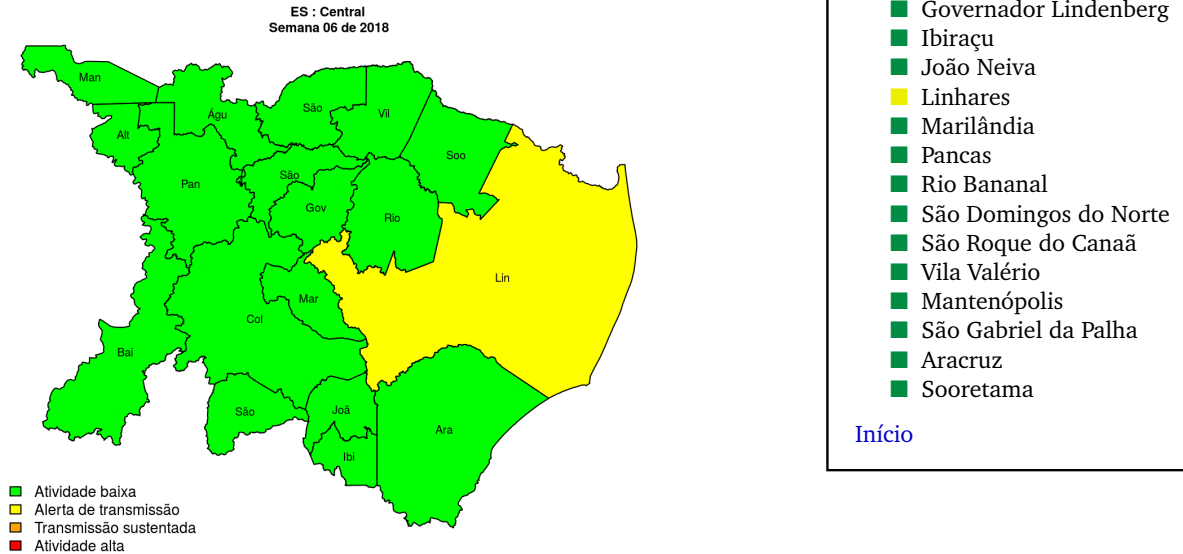 ES : Central
Semana 06 de 2018
Man
Águ
São
Vil
Alt
Soo
São
Pan
Gov
Rio
Lin
Mar
Col
Bai
São
Joã
Ara
Ibi
Atividade baixa
Alerta de transmissão
Transmissão sustentada
Atividade alta
Governador Lindenberg
Ibiraçu
João Neiva
Linhares
Marilândia
Pancas
Rio Bananal
São Domingos do Norte
São Roque do Canaã
Vila Valério
Mantenópolis
São Gabriel da Palha
Aracruz
Sooretama
Início